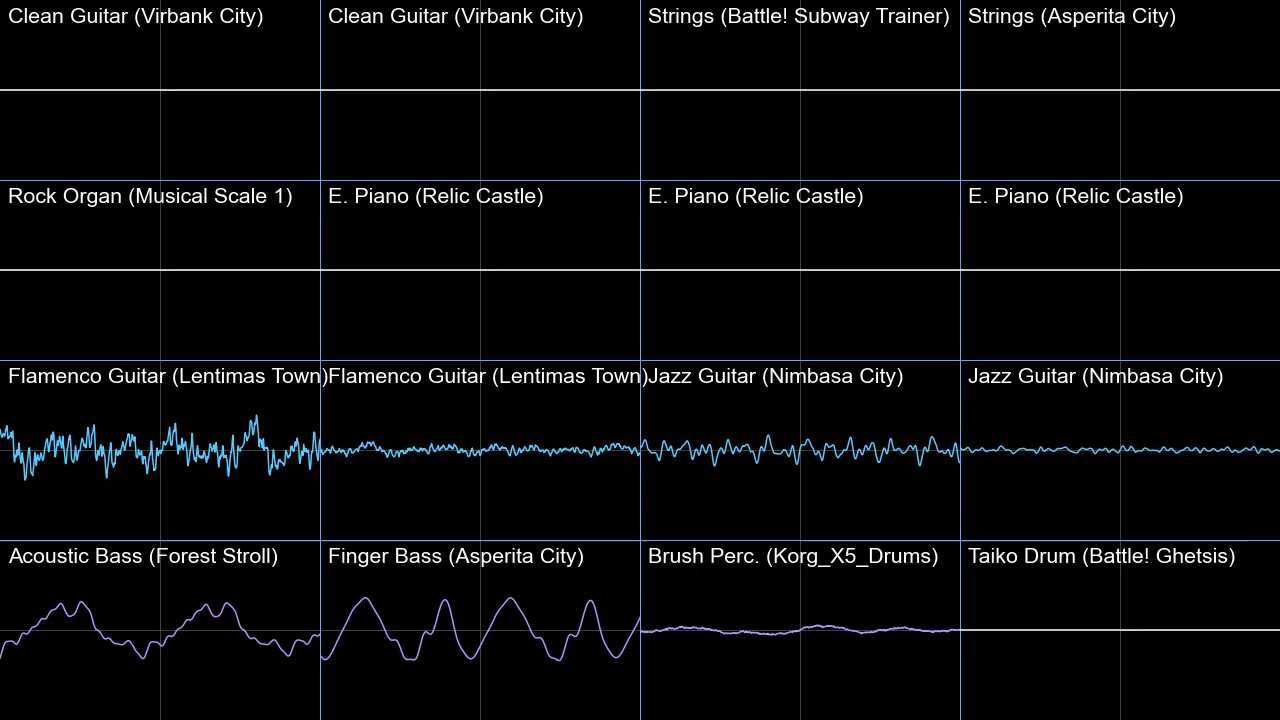 Clean Guitar (Virbank City)
Clean Guitar (Virbank City)
Strings (Battle! Subway Trainer)
Strings (Asperita City)
Rock Organ (Musical Scale 1)
E. Piano (Relic Castle)
E. Piano (Relic Castle)
E. Piano (Relic Castle)
Flamenco Guitar (Lentimas Town)
Flamenco Guitar (Lentimas Town)
Jazz Guitar (Nimbasa City)
Jazz Guitar (Nimbasa City)
Acoustic Bass (Forest Stroll)
Finger Bass (Asperita City)
Brush Perc. (Korg_X5_Drums)
Taiko Drum (Battle! Ghetsis)